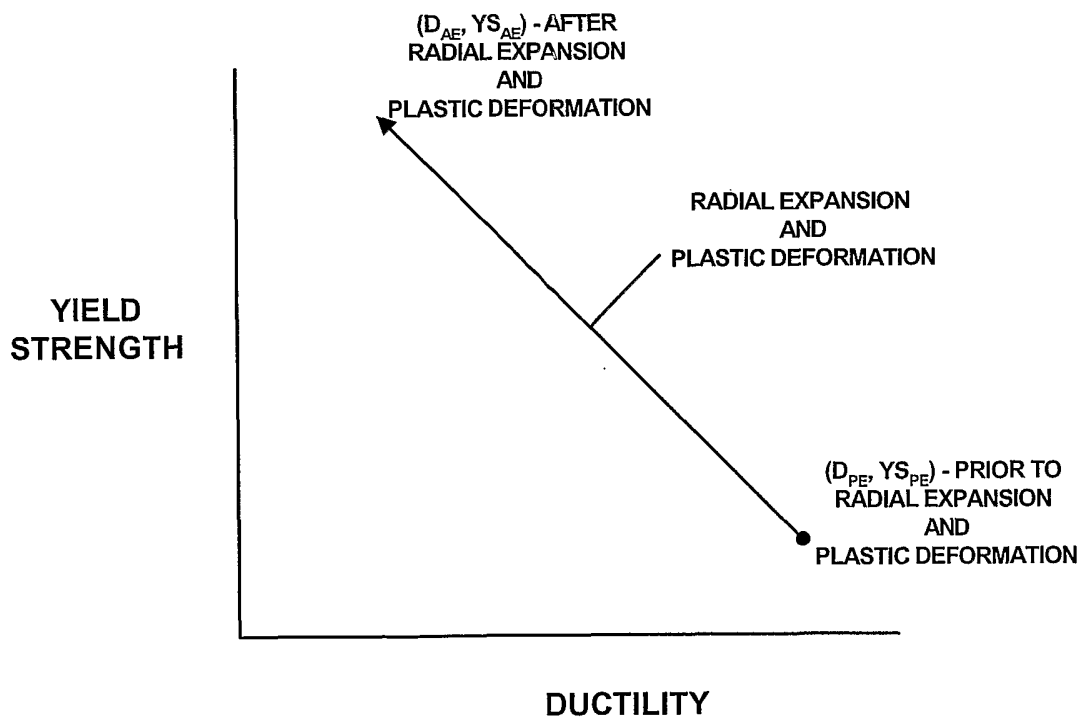 (D_AE, YS_AE) - AFTER
RADIAL EXPANSION
AND
PLASTIC DEFORMATION
RADIAL EXPANSION
AND
PLASTIC DEFORMATION
YIELD
STRENGTH
(D_PE, YS_PE) - PRIOR TO
RADIAL EXPANSION
AND
PLASTIC DEFORMATION
DUCTILITY